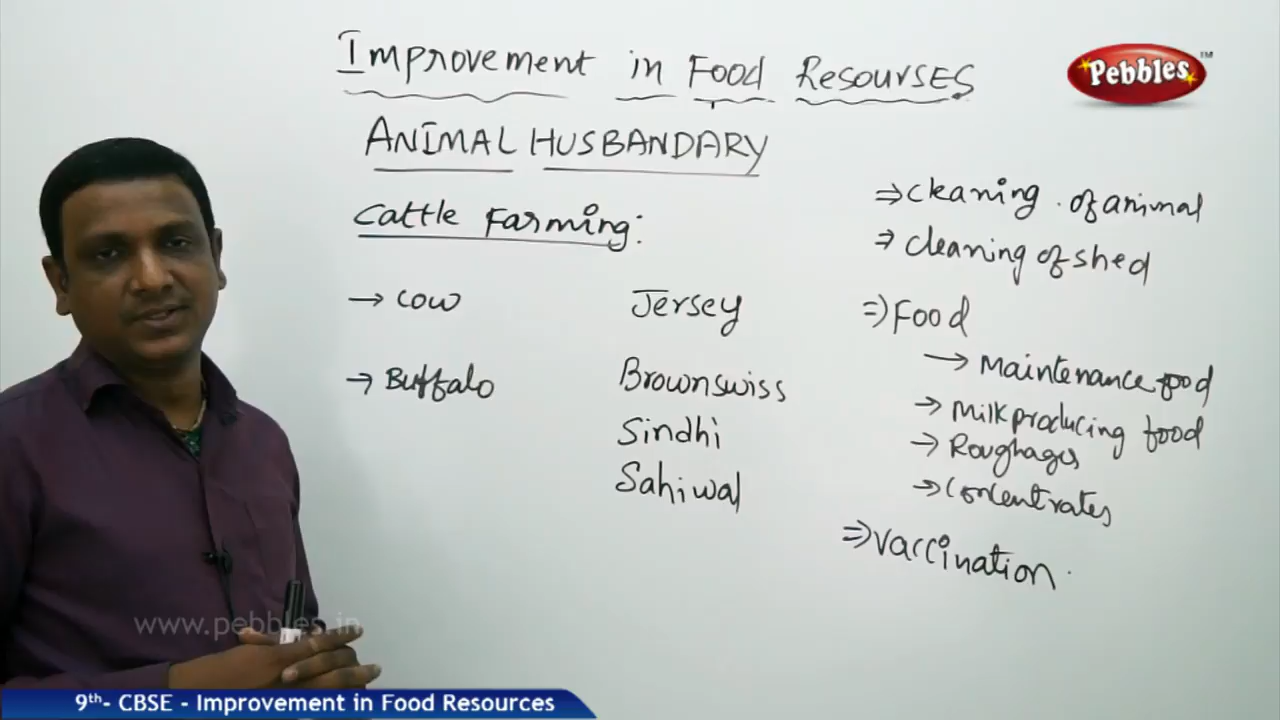 Improvement in Food Resourses
Pebbles™
ANIMAL HUSBANDARY
Cattle Farming:
→ Cow
→ Buffalo
Jersey
Brownswiss
Sindhi
Sahiwal
⇒ Cleaning of animal
⇒ Cleaning of shed
⇒ Food
→ Maintenance food
→ Milk producing food
→ Roughages
→ Concentrates
⇒ Vaccination
www.pebbles.in
9th- CBSE - Improvement in Food Resources